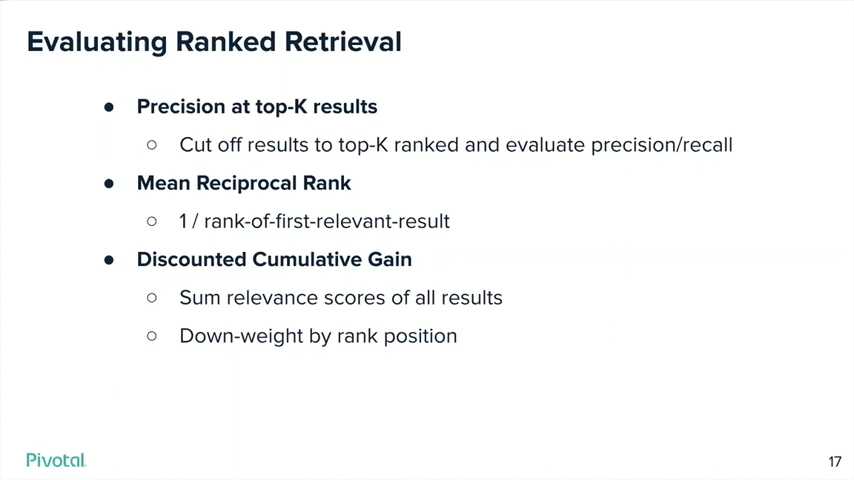 Evaluating Ranked Retrieval
● Precision at top-K results
○ Cut off results to top-K ranked and evaluate precision/recall
● Mean Reciprocal Rank
○ 1 / rank-of-first-relevant-result
● Discounted Cumulative Gain
○ Sum relevance scores of all results
○ Down-weight by rank position
Pivotal
17